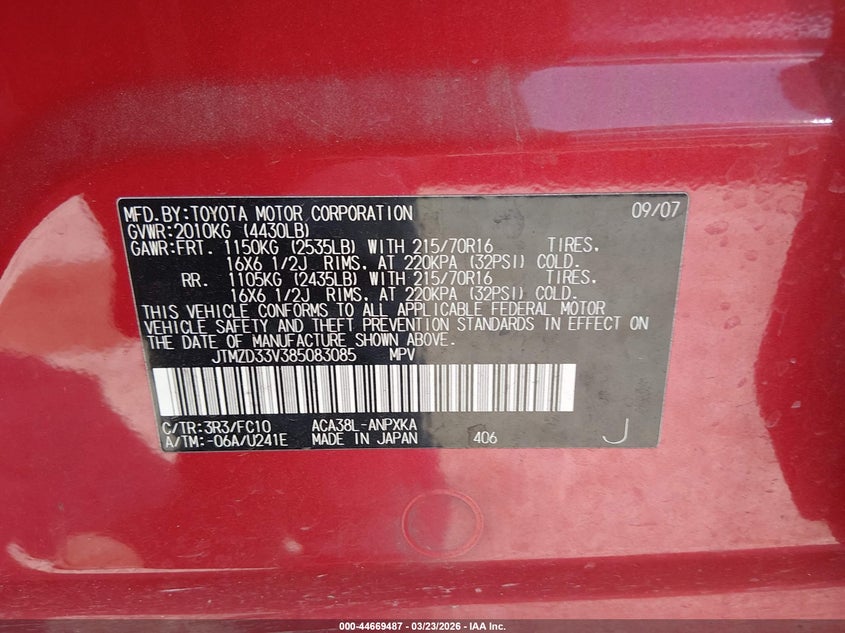 MFD.BY:TOYOTA MOTOR CORPORATION 09/07
GVWR:2010KG (4430LB)
GAWR:FRT. 1150KG (2535LB) WITH 215/70R16 TIRES,
16X6 1/2J RIMS, AT 220KPA (32PSI) COLD.
RR. 1105KG (2435LB) WITH 215/70R16 TIRES,
16X6 1/2J RIMS, AT 220KPA (32PSI) COLD.
THIS VEHICLE CONFORMS TO ALL APPLICABLE FEDERAL MOTOR
VEHICLE SAFETY AND THEFT PREVENTION STANDARDS IN EFFECT ON
THE DATE OF MANUFACTURE SHOWN ABOVE.
JTMZD33V385083085 MPV
C/TR:3R3/FC10 ACA38L-ANPXKA
A/TM:-06A/U241E MADE IN JAPAN 406 J
000-44669487 — 03/23/2026 - IAA Inc.